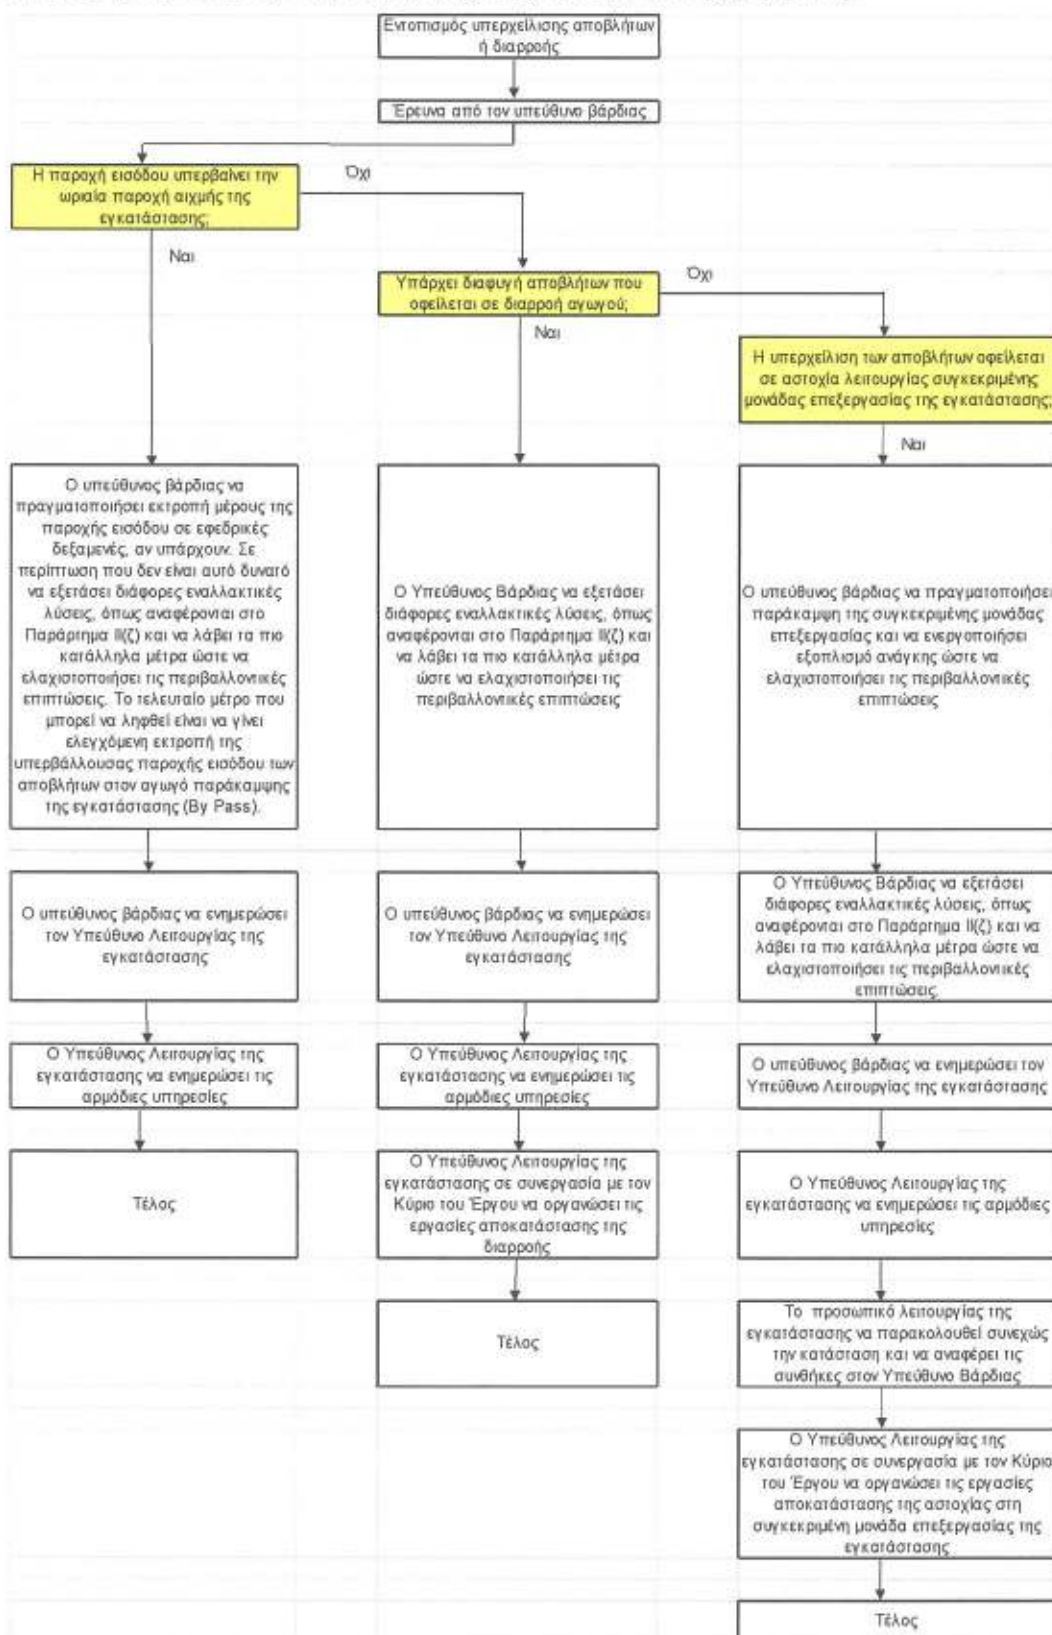 Εντοπισμός υπερχείλισης αποβλήτων
ή διαρροής
Έρευνα από τον υπεύθυνο βάρδιας
Η παροχή εισόδου υπερβαίνει την
ωριαία παροχή αιχμής της
εγκατάστασης;
Όχι
Ναι
Υπάρχει διαφυγή αποβλήτων που
οφείλεται σε διαρροή αγωγού;
Όχι
Ναι
Η υπερχείλιση των αποβλήτων οφείλεται
σε αστοχία λειτουργίας συγκεκριμένης
μονάδας επεξεργασίας της εγκατάστασης;
Ναι
Ο υπεύθυνος βάρδιας να
πραγματοποιήσει εκτροπή μέρους της
παροχής εισόδου σε εφεδρικές
δεξαμενές, αν υπάρχουν. Σε
περίπτωση που δεν είναι αυτό δυνατό
να εξετάσει διάφορες εναλλακτικές
λύσεις, όπως αναφέρονται στο
Παράρτημα ΙΙ(ζ) και να λάβει τα πιο
κατάλληλα μέτρα ώστε να
ελαχιστοποιήσει τις περιβαλλοντικές
επιπτώσεις. Το τελευταίο μέτρο που
μπορεί να ληφθεί είναι να γίνει
ελεγχόμενη εκτροπή της
υπερβάλλουσας παροχής εισόδου των
αποβλήτων στον αγωγό παράκαμψης
της εγκατάστασης (By Pass).
Ο Υπεύθυνος Βάρδιας να εξετάσει
διάφορες εναλλακτικές λύσεις, όπως
αναφέρονται στο Παράρτημα ΙΙ(ζ) και
να λάβει τα πιο κατάλληλα μέτρα
ώστε να ελαχιστοποιήσει τις
περιβαλλοντικές επιπτώσεις
Ο υπεύθυνος βάρδιας να πραγματοποιήσει
παράκαμψη της συγκεκριμένης μονάδας
επεξεργασίας και να ενεργοποιήσει
εξοπλισμό ανάγκης ώστε να
ελαχιστοποιήσει τις περιβαλλοντικές
επιπτώσεις
Ο υπεύθυνος βάρδιας να ενημερώσει
τον Υπεύθυνο Λειτουργίας της
εγκατάστασης
Ο υπεύθυνος βάρδιας να ενημερώσει
τον Υπεύθυνο Λειτουργίας της
εγκατάστασης
Ο Υπεύθυνος Βάρδιας να εξετάσει
διάφορες εναλλακτικές λύσεις, όπως
αναφέρονται στο Παράρτημα ΙΙ(ζ) και να
λάβει τα πιο κατάλληλα μέτρα ώστε να
ελαχιστοποιήσει τις περιβαλλοντικές
επιπτώσεις.
Ο Υπεύθυνος Λειτουργίας της
εγκατάστασης να ενημερώσει τις
αρμόδιες υπηρεσίες
Ο Υπεύθυνος Λειτουργίας της
εγκατάστασης να ενημερώσει τις
αρμόδιες υπηρεσίες
Ο υπεύθυνος βάρδιας να ενημερώσει τον
Υπεύθυνο Λειτουργίας της εγκατάστασης
Τέλος
Ο Υπεύθυνος Λειτουργίας της
εγκατάστασης σε συνεργασία με τον
Κύριο του Έργου να οργανώσει τις
εργασίες αποκατάστασης της
διαρροής
Ο Υπεύθυνος Λειτουργίας της
εγκατάστασης να ενημερώσει τις αρμόδιες
υπηρεσίες
Τέλος
Το προσωπικό λειτουργίας της
εγκατάστασης να παρακολουθεί συνεχώς
την κατάσταση και να αναφέρει τις
συνθήκες στον Υπεύθυνο Βάρδιας
Ο Υπεύθυνος Λειτουργίας της
εγκατάστασης σε συνεργασία με τον Κύριο
του Έργου να οργανώσει τις εργασίες
αποκατάστασης της αστοχίας στη
συγκεκριμένη μονάδα επεξεργασίας της
εγκατάστασης
Τέλος